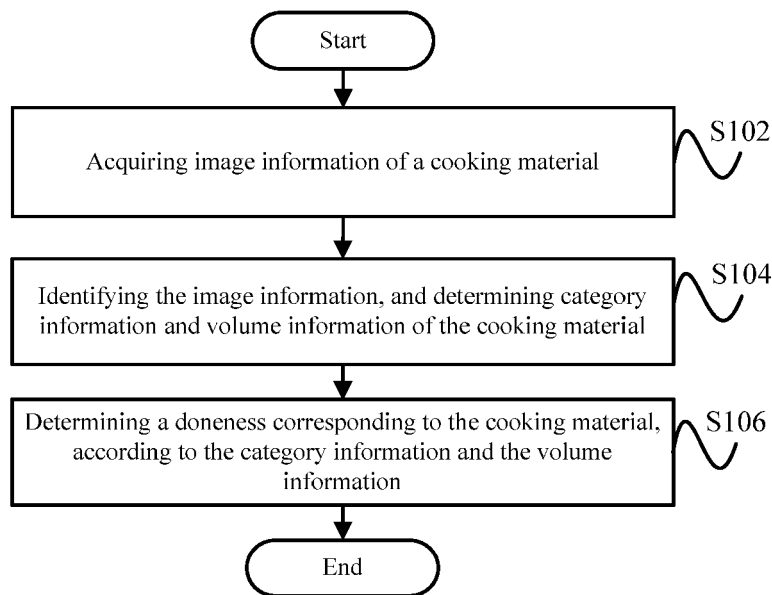 Start
Acquiring image information of a cooking material
S102
Identifying the image information, and determining category
information and volume information of the cooking material
S104
Determining a doneness corresponding to the cooking material,
according to the category information and the volume
information
S106
End